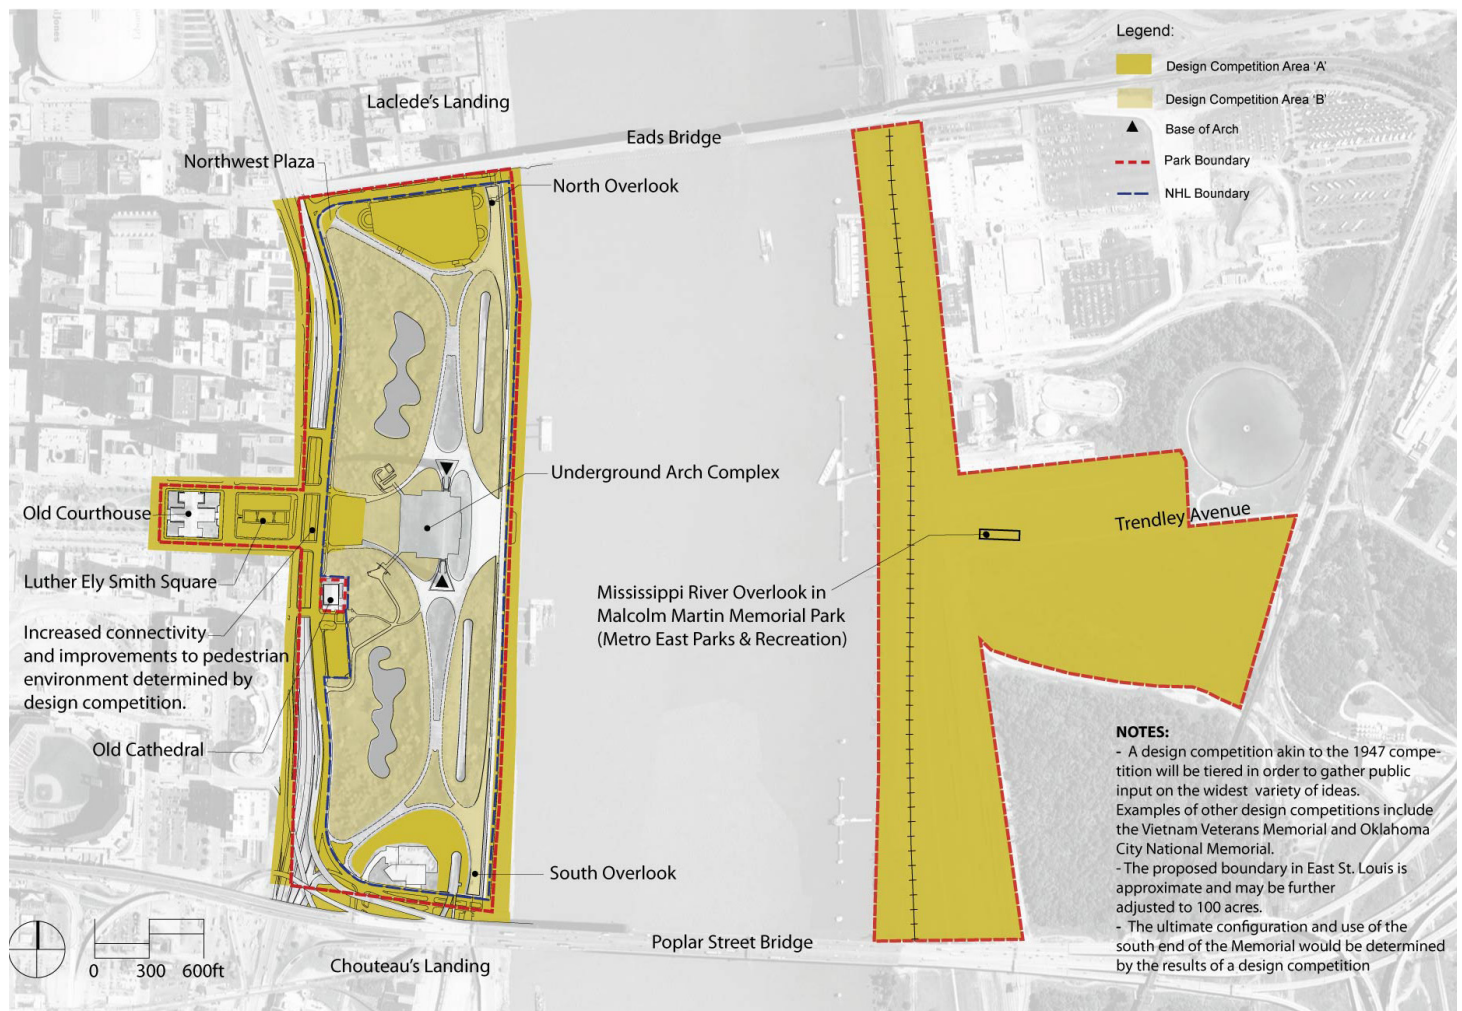 Legend:
Design Competition Area 'A'
Design Competition Area 'B'
Base of Arch
Park Boundary
NHL Boundary
Laclede's Landing
Eads Bridge
Northwest Plaza
North Overlook
Underground Arch Complex
Old Courthouse
Trendley Avenue
Luther Ely Smith Square
Mississippi River Overlook in
Malcolm Martin Memorial Park
(Metro East Parks & Recreation)
Increased connectivity
and improvements to pedestrian
environment determined by
design competition.
Old Cathedral
South Overlook
Poplar Street Bridge
Chouteau's Landing
0 300 600ft
NOTES:
- A design competition akin to the 1947 compe-
tition will be tiered in order to gather public
input on the widest variety of ideas.
Examples of other design competitions include
the Vietnam Veterans Memorial and Oklahoma
City National Memorial.
- The proposed boundary in East St. Louis is
approximate and may be further
adjusted to 100 acres.
- The ultimate configuration and use of the
south end of the Memorial would be determined
by the results of a design competition